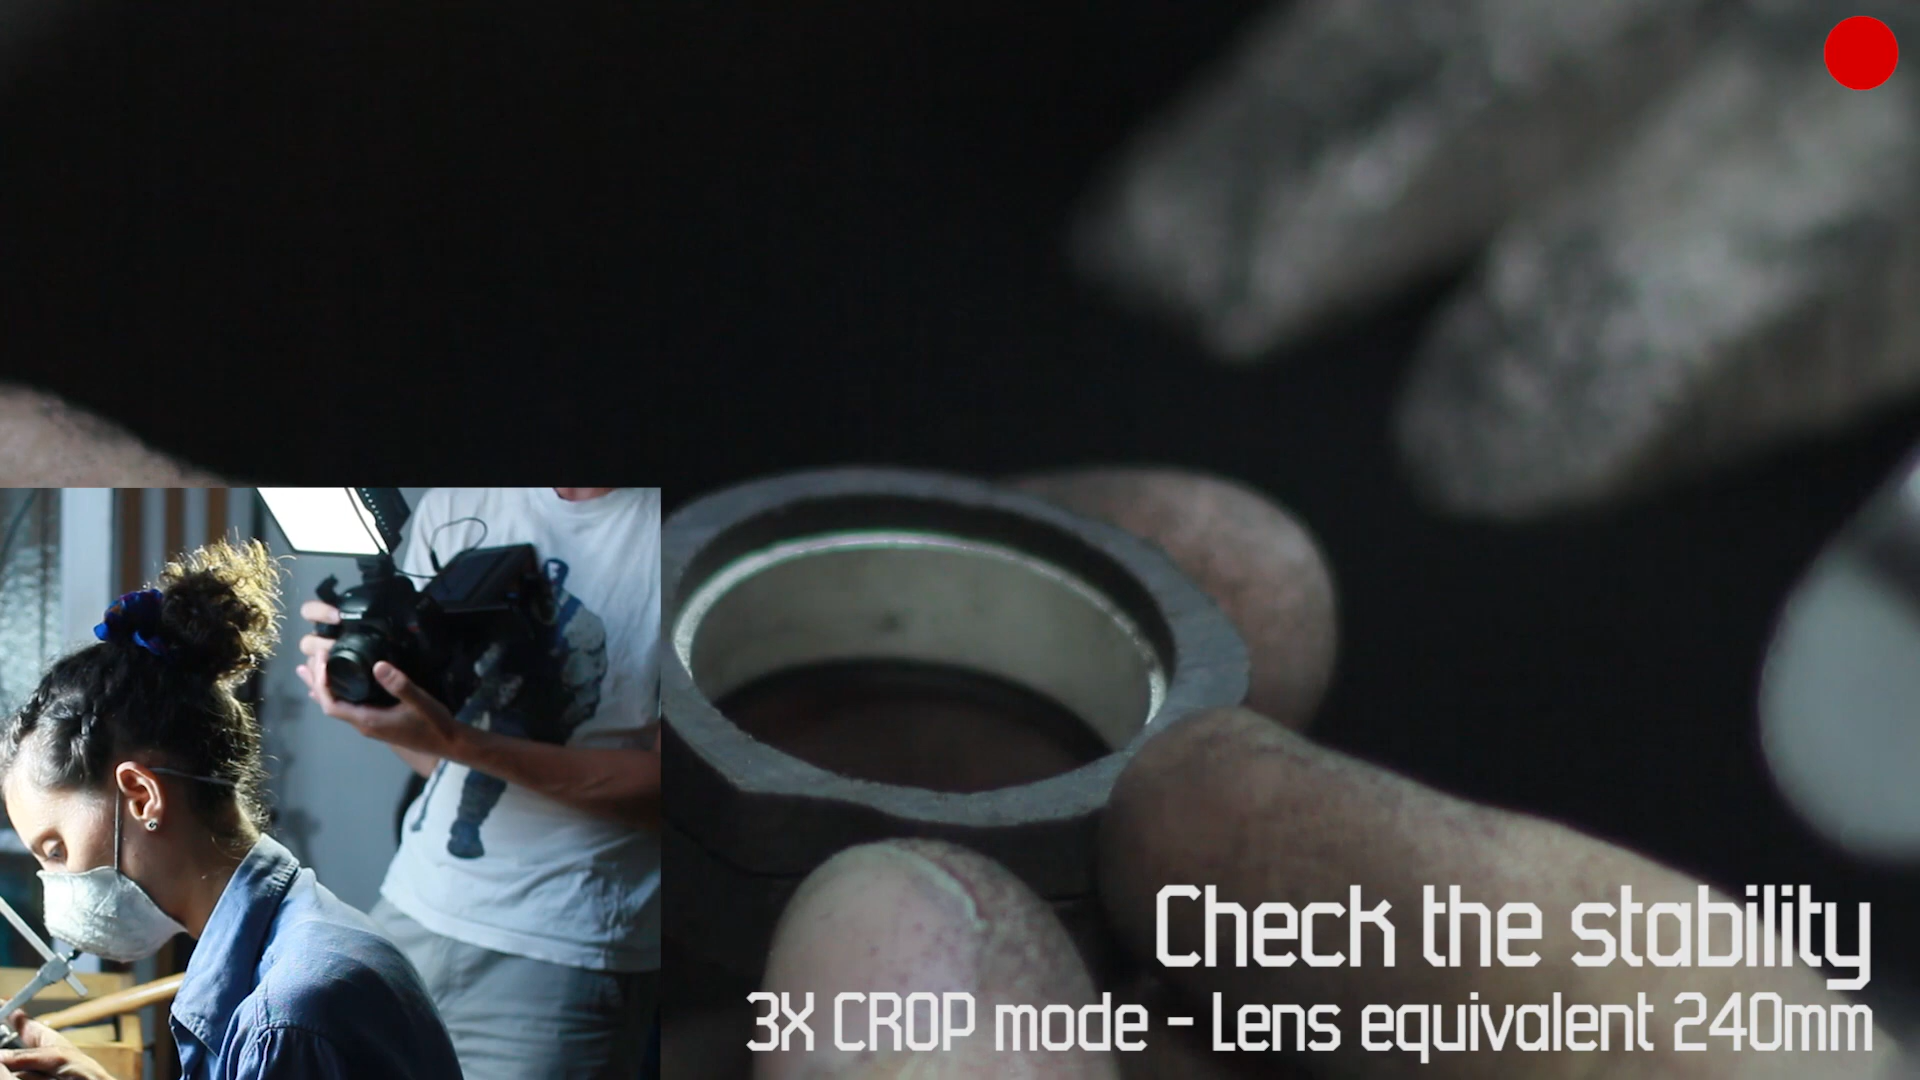 Check the stability
3X CROP mode - Lens equivalent 240mm